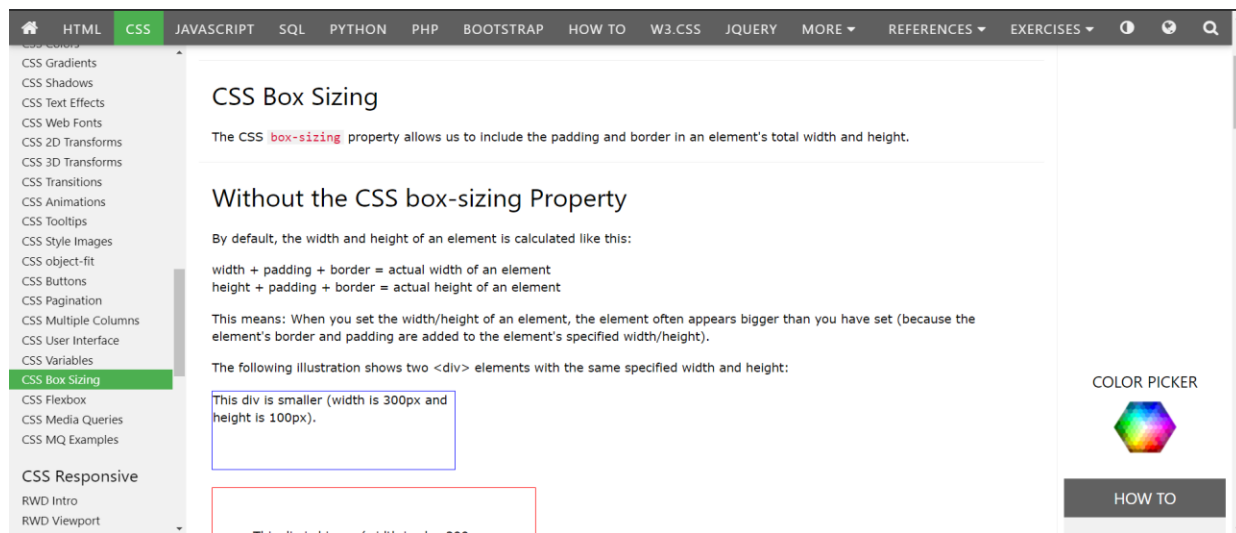 HTML CSS JAVASCRIPT SQL PYTHON PHP BOOTSTRAP HOW TO W3.CSS JQUERY MORE REFERENCES EXERCISES
CSS Colors
CSS Gradients
CSS Shadows
CSS Text Effects
CSS Web Fonts
CSS 2D Transforms
CSS 3D Transforms
CSS Transitions
CSS Animations
CSS Tooltips
CSS Style Images
CSS object-fit
CSS Buttons
CSS Pagination
CSS Multiple Columns
CSS User Interface
CSS Variables
CSS Box Sizing
CSS Flexbox
CSS Media Queries
CSS MQ Examples
CSS Responsive
RWD Intro
RWD Viewport
CSS Box Sizing
The CSS box-sizing property allows us to include the padding and border in an element's total width and height.
Without the CSS box-sizing Property
By default, the width and height of an element is calculated like this:
width + padding + border = actual width of an element
height + padding + border = actual height of an element
This means: When you set the width/height of an element, the element often appears bigger than you have set (because the
element's border and padding are added to the element's specified width/height).
The following illustration shows two <div> elements with the same specified width and height:
This div is smaller (width is 300px and
height is 100px).
COLOR PICKER
HOW TO